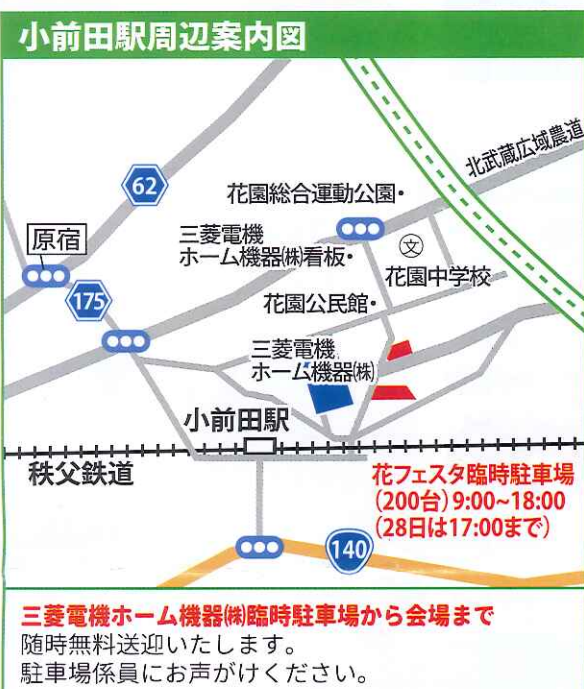 小前田駅周辺案内図
北武蔵広域農道
62
花園総合運動公園・
原宿
三菱電機
ホーム機器㈱看板・
文
花園中学校
175
花園公民館・
三菱電機
ホーム機器㈱
小前田駅
秩父鉄道
花フェスタ臨時駐車場
(200台)9:00~18:00
(28日は17:00まで)
140
三菱電機ホーム機器㈱臨時駐車場から会場まで
随時無料送迎いたします。
駐車場係員にお声がけください。